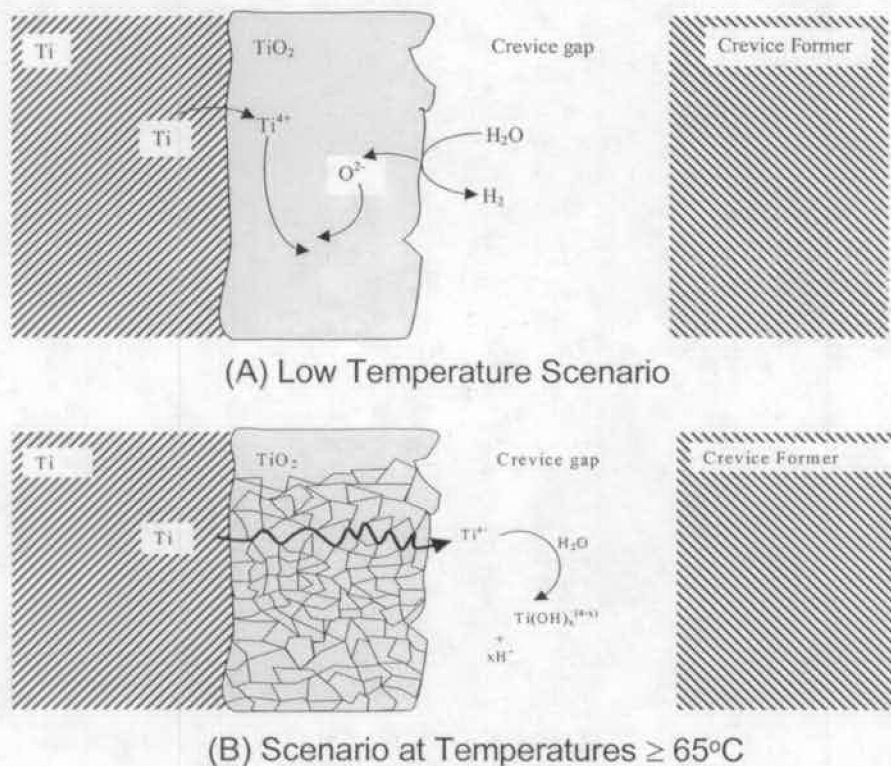 Ti
TiO₂
Crevice gap
Crevice Former
Ti
Ti⁴⁺
O²⁻
H₂O
H₂
(A) Low Temperature Scenario
Ti
TiO₂
Crevice gap
Crevice Former
Ti
Ti⁴⁺
H₂O
Ti(OH)ₓ⁽⁴⁻ˣ⁾
+
xH⁺
(B) Scenario at Temperatures ≥ 65ºC